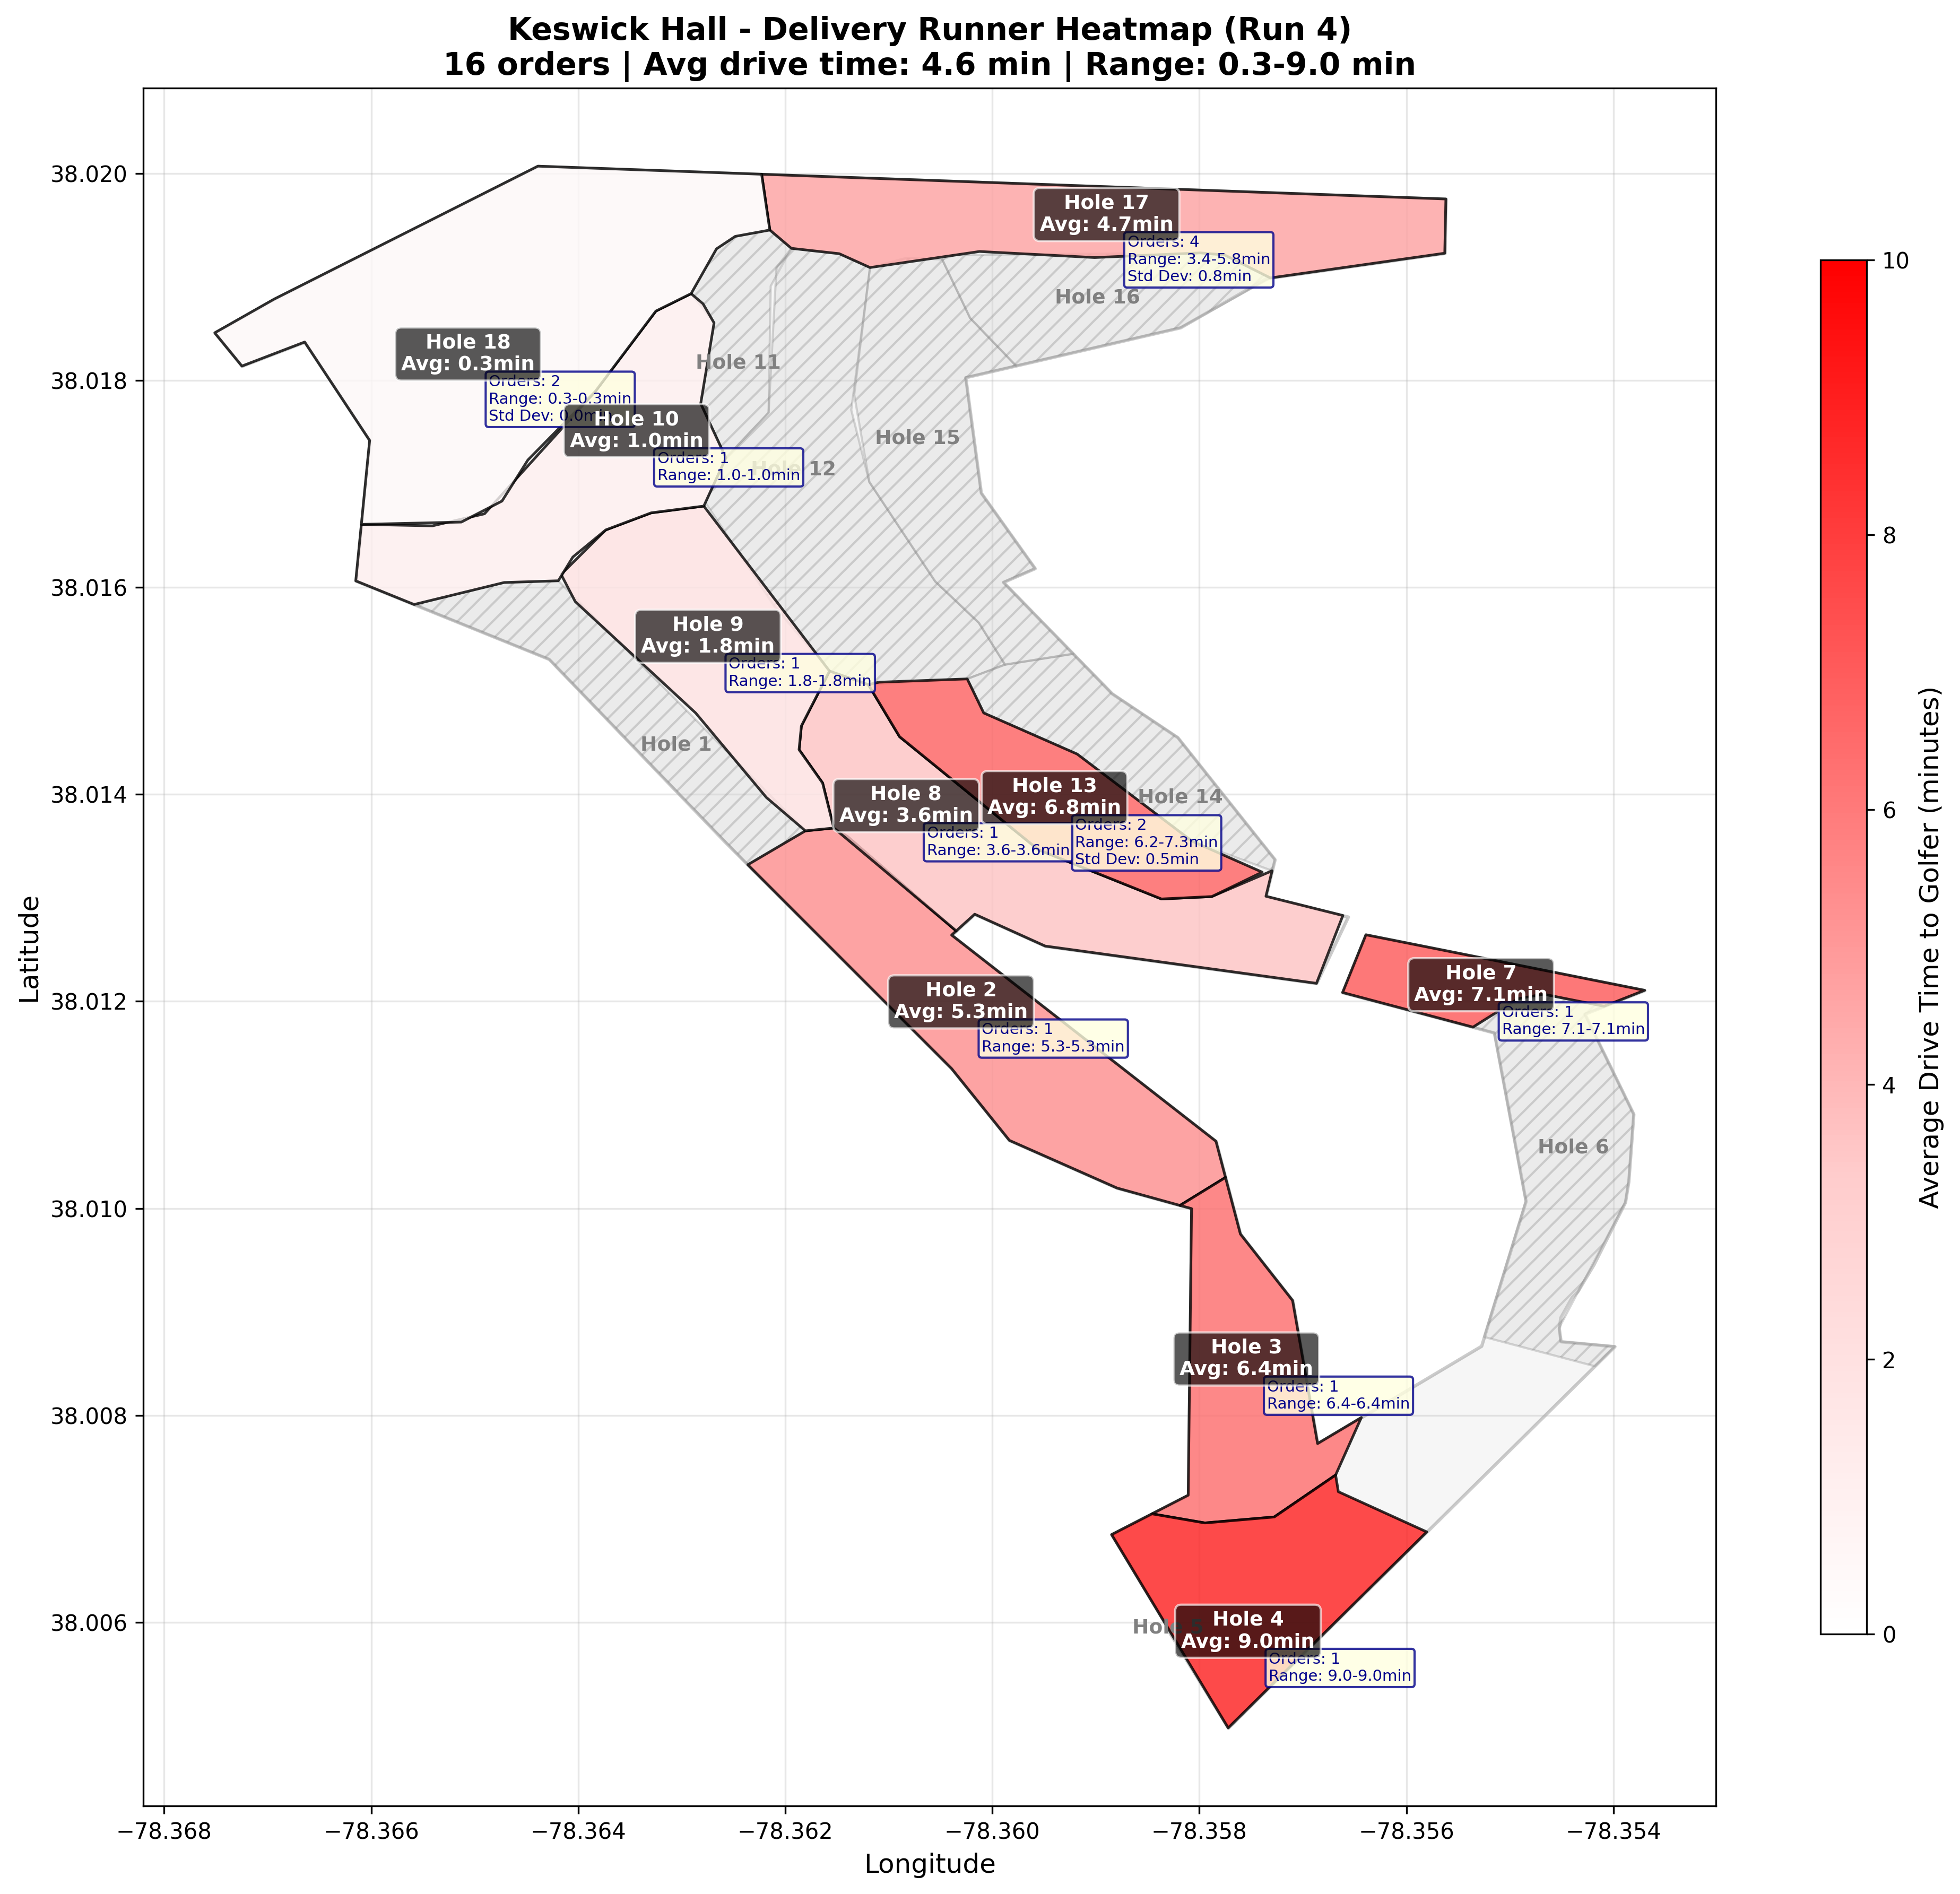 Keswick Hall - Delivery Runner Heatmap (Run 4)
16 orders | Avg drive time: 4.6 min | Range: 0.3-9.0 min
Hole 17
Avg: 4.7min
Orders: 4
Range: 3.4-5.8min
Std Dev: 0.8min
Hole 16
Hole 18
Avg: 0.3min
Orders: 2
Range: 0.3-0.3min
Std Dev: 0.0min
Hole 11
Hole 10
Avg: 1.0min
Orders: 1
Range: 1.0-1.0min
Hole 12
Hole 15
Hole 9
Avg: 1.8min
Orders: 1
Range: 1.8-1.8min
Hole 1
Hole 8
Avg: 3.6min
Orders: 1
Range: 3.6-3.6min
Hole 13
Avg: 6.8min
Orders: 2
Range: 6.2-7.3min
Std Dev: 0.5min
Hole 14
Hole 7
Avg: 7.1min
Orders: 1
Range: 7.1-7.1min
Hole 2
Avg: 5.3min
Orders: 1
Range: 5.3-5.3min
Hole 6
Hole 3
Avg: 6.4min
Orders: 1
Range: 6.4-6.4min
Hole 4
Avg: 9.0min
Orders: 1
Range: 9.0-9.0min
38.020
38.018
38.016
38.014
38.012
38.010
38.008
38.006
Latitude
−78.368
−78.366
−78.364
−78.362
−78.360
−78.358
−78.356
−78.354
Longitude
10
8
6
4
2
0
Average Drive Time to Golfer (minutes)